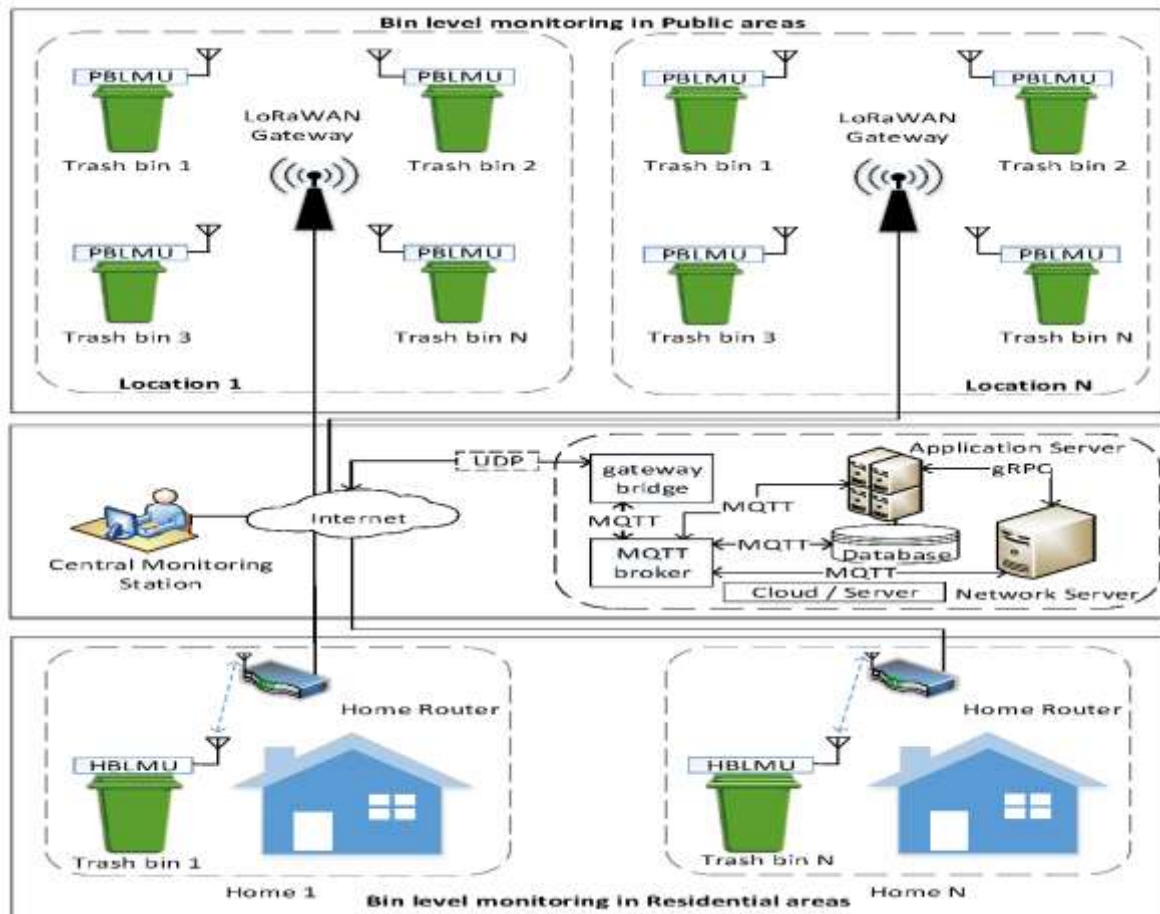 Bin level monitoring in Public areas
PBLMU
PBLMU
LoRaWAN
Gateway
Trash bin 1
Trash bin 2
PBLMU
PBLMU
Trash bin 3
Trash bin N
Location 1
PBLMU
PBLMU
LoRaWAN
Gateway
Trash bin 1
Trash bin 2
PBLMU
PBLMU
Trash bin 3
Trash bin N
Location N
Central Monitoring
Station
Internet
UDP
gateway
bridge
MQTT
MQTT
broker
MQTT
MQTT
MQTT
Application Server
gRPC
Database
Cloud / Server
Network Server
Home Router
HBLMU
Trash bin 1
Home 1
Home Router
HBLMU
Trash bin N
Home N
Bin level monitoring in Residential areas